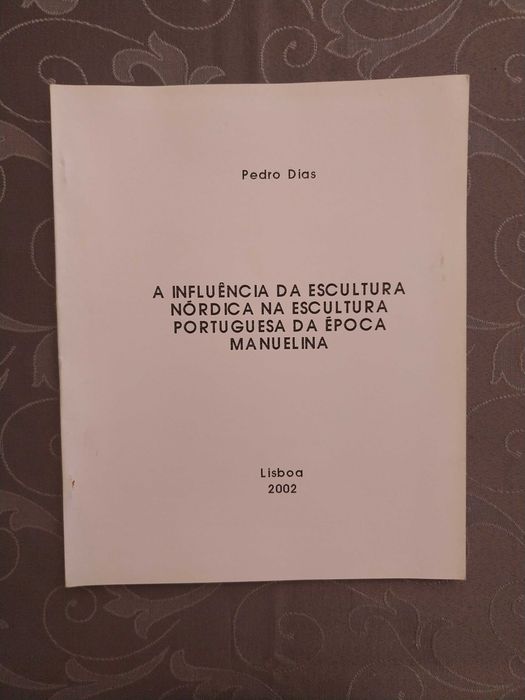 Pedro Dias
A INFLUÊNCIA DA ESCULTURA
NÓRDICA NA ESCULTURA
PORTUGUESA DA ÉPOCA
MANUELINA
Lisboa
2002